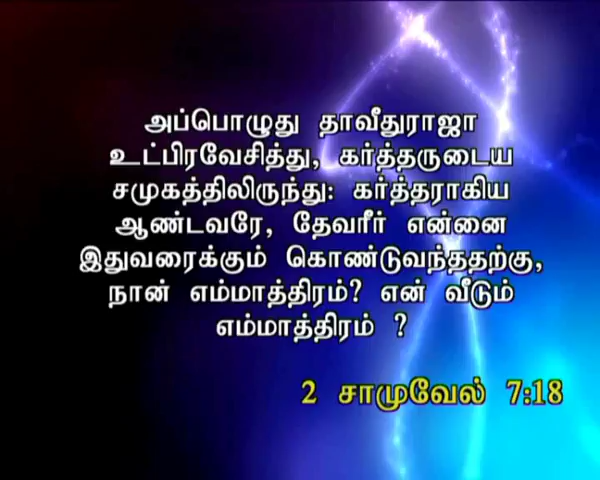 அப்பொழுது தாவீதுராஜா
உட்பிரவேசித்து, கர்த்தருடைய
சமுகத்திலிருந்து: கர்த்தராகிய
ஆண்டவரே, தேவரீர் என்னை
இதுவரைக்கும் கொண்டுவந்ததற்கு,
நான் எம்மாத்திரம்? என் வீடும்
எம்மாத்திரம் ?
2 சாமுவேல் 7:18